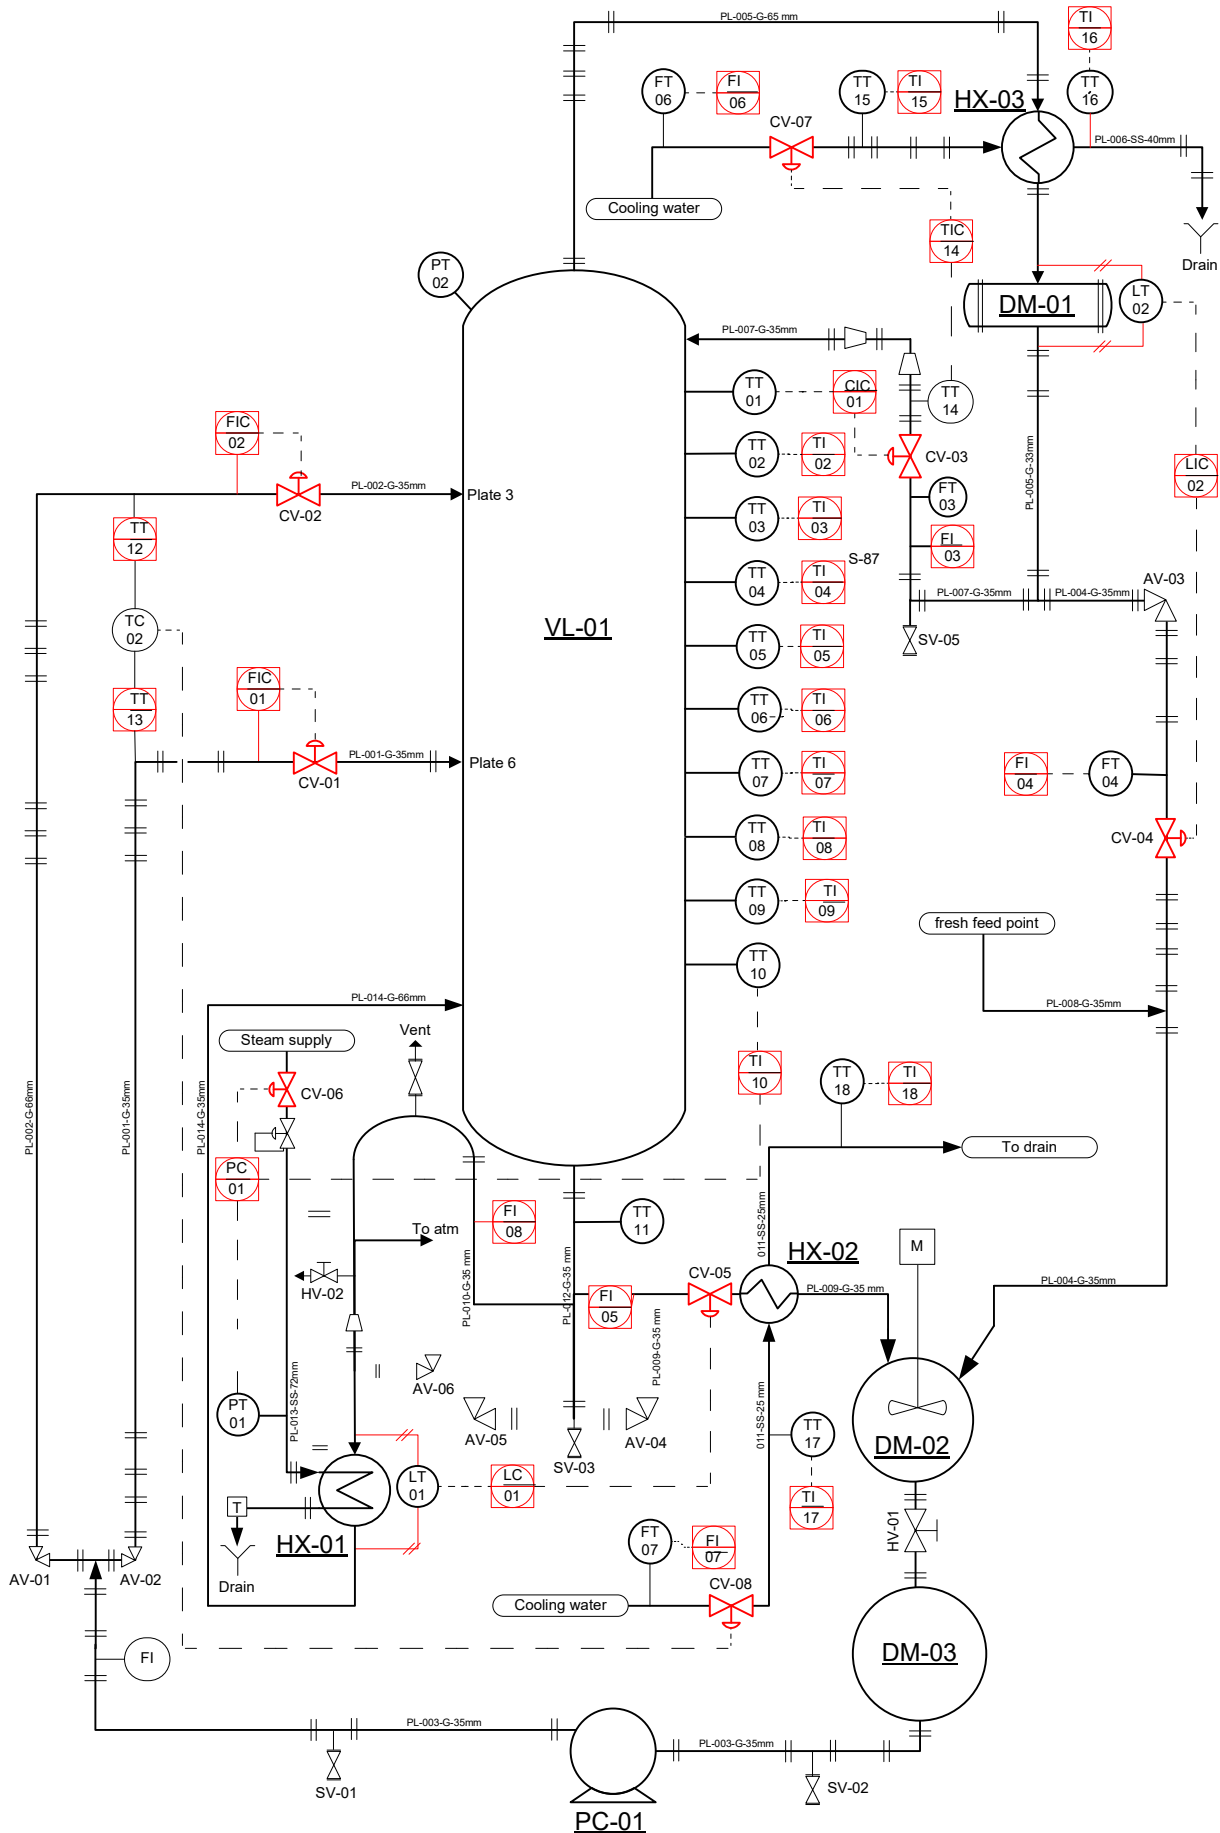 PL-005-G-65 mm
TI
16
FT
06
FI
06
TT
15
TI
15
HX-03
TT
16
CV-07
PL-006-SS-40mm
Cooling water
TIC
14
Drain
PT
02
DM-01
LT
02
PL-007-G-35mm
TT
01
CIC
01
TT
14
FIC
02
TT
02
TI
02
CV-03
PL-005-G-33mm
LIC
02
PL-002-G-35mm
Plate 3
CV-02
FT
03
TT
03
TI
03
TT
12
FI
03
S-87
TT
04
TI
04
AV-03
PL-007-G-35mm
PL-004-G-35mm
TC
02
VL-01
SV-05
TT
05
TI
05
FIC
01
TT
13
TT
06
TI
06
PL-001-G-35mm
Plate 6
CV-01
TT
07
TI
07
FI
04
FT
04
TT
08
TI
08
CV-04
TT
09
TI
09
fresh feed point
TT
10
PL-014-G-66mm
PL-008-G-35mm
Steam supply
Vent
TI
10
TT
18
TI
18
CV-06
PL-002-G-66mm
PL-001-G-35mm
PL-014-G-35mm
To drain
PC
01
FI
08
TT
11
To atm
011-SS-25mm
HX-02
M
HV-02
PL-010-G-35 mm
PL-012-G-35 mm
CV-05
FI
05
PL-009-G-35 mm
PL-004-G-35mm
PL-009-G-35 mm
AV-06
PT
01
PL-013-SS-72mm
AV-05
AV-04
011-SS-25 mm
TT
17
DM-02
SV-03
LT
01
LC
01
TI
17
T
HX-01
FT
07
FI
07
HV-01
AV-01
AV-02
Drain
CV-08
Cooling water
FI
DM-03
PL-003-G-35mm
PL-003-G-35mm
SV-01
SV-02
PC-01